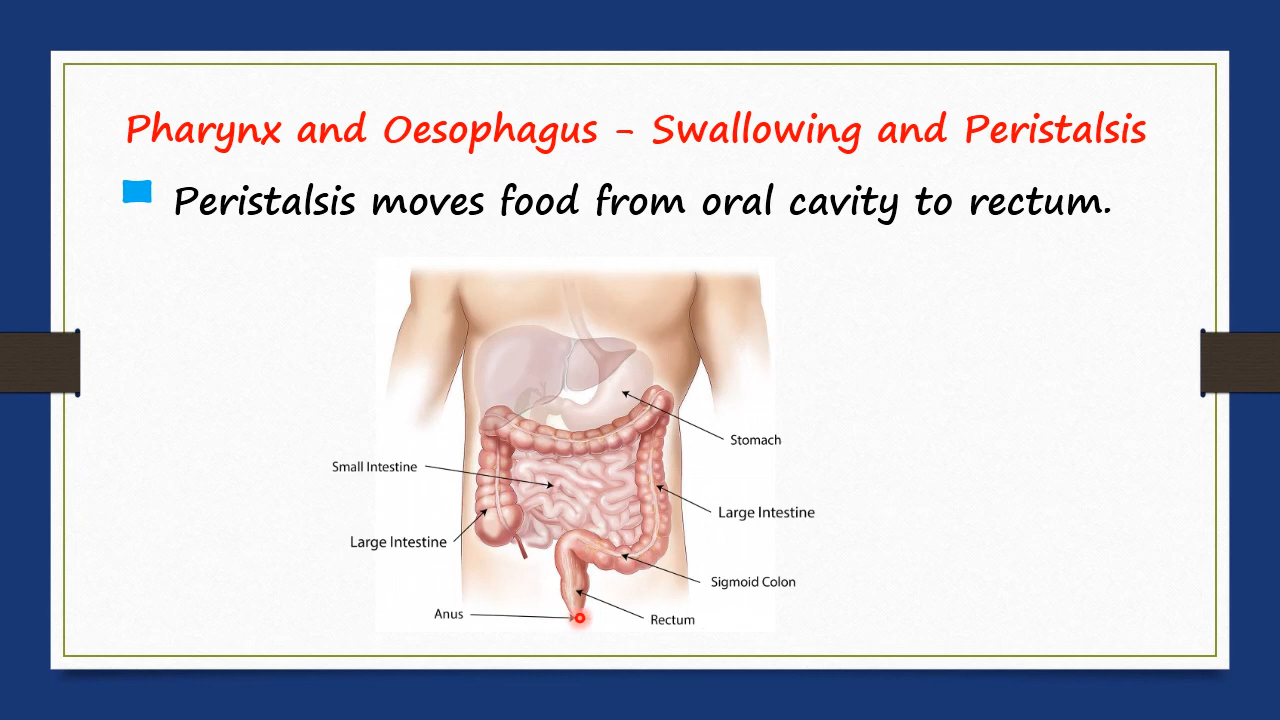 Pharynx and Oesophagus - Swallowing and Peristalsis
Peristalsis moves food from oral cavity to rectum.
Stomach
Small Intestine
Large Intestine
Large Intestine
Sigmoid Colon
Anus
Rectum